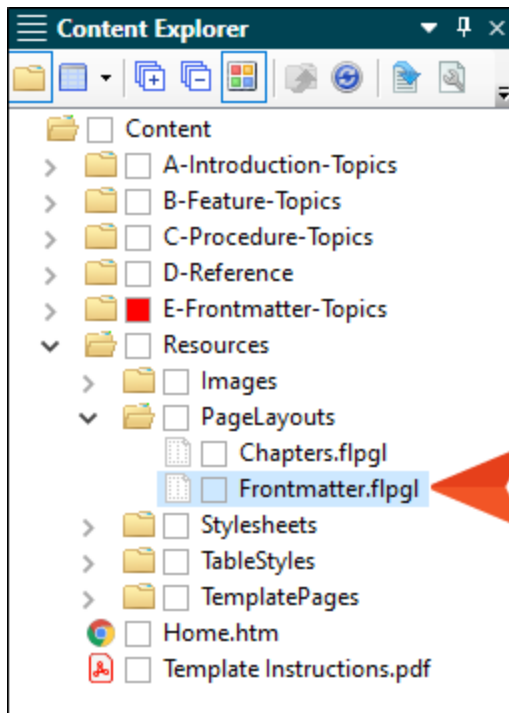 Content Explorer
Content
A-Introduction-Topics
B-Feature-Topics
C-Procedure-Topics
D-Reference
E-Frontmatter-Topics
Resources
Images
PageLayouts
Chapters.flpgl
Frontmatter.flpgl
Stylesheets
TableStyles
TemplatePages
Home.htm
Template Instructions.pdf